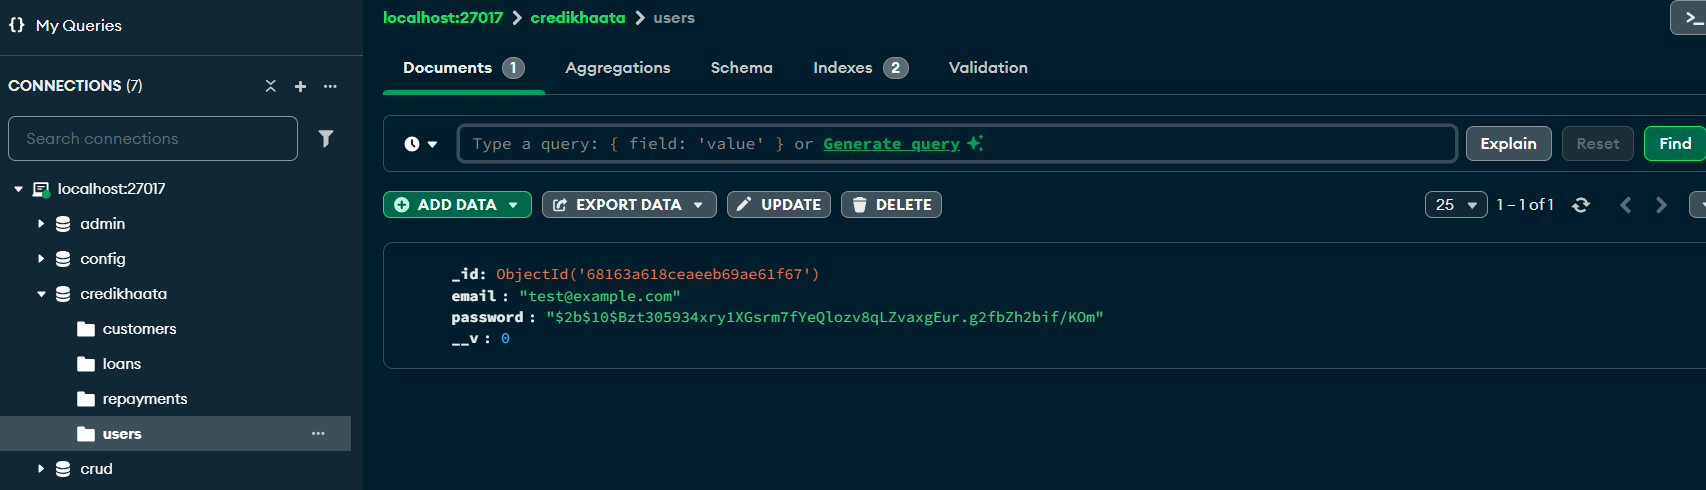 My Queries
CONNECTIONS (7)
Search connections
localhost:27017
admin
config
credikhaata
customers
loans
repayments
users
crud
localhost:27017 > credikhaata > users
Documents 1 Aggregations Schema Indexes 2 Validation
Type a query: { field: 'value' } or Generate query
Explain Reset Find
ADD DATA EXPORT DATA UPDATE DELETE 25 1 – 1 of 1
_id: ObjectId('68163a618ceaeeb69ae61f67')
email : "test@example.com"
password : "$2b$10$Bzt305934xry1XGsrm7fYeQlozv8qLZvaxgEur.g2fbZh2bif/KOm"
__v : 0